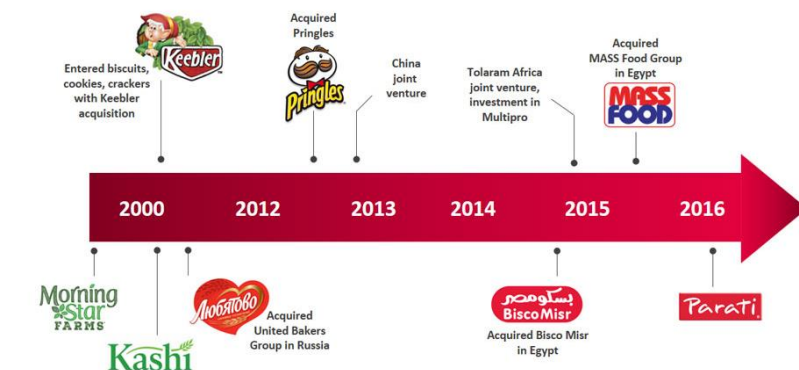 Entered biscuits,
cookies, crackers
with Keebler
acquisition
Keebler
Acquired
Pringles
Pringles
China
joint
venture
Tolaram Africa
joint venture,
investment in
Multipro
Acquired
MASS Food Group
in Egypt
MASS
FOOD
2000 2012 2013 2014 2015 2016
Morning
Star
FARMS
Kashi
Любятово
Acquired
United Bakers
Group in Russia
بسكومصر
BiscoMisr
Acquired Bisco Misr
in Egypt
Parati